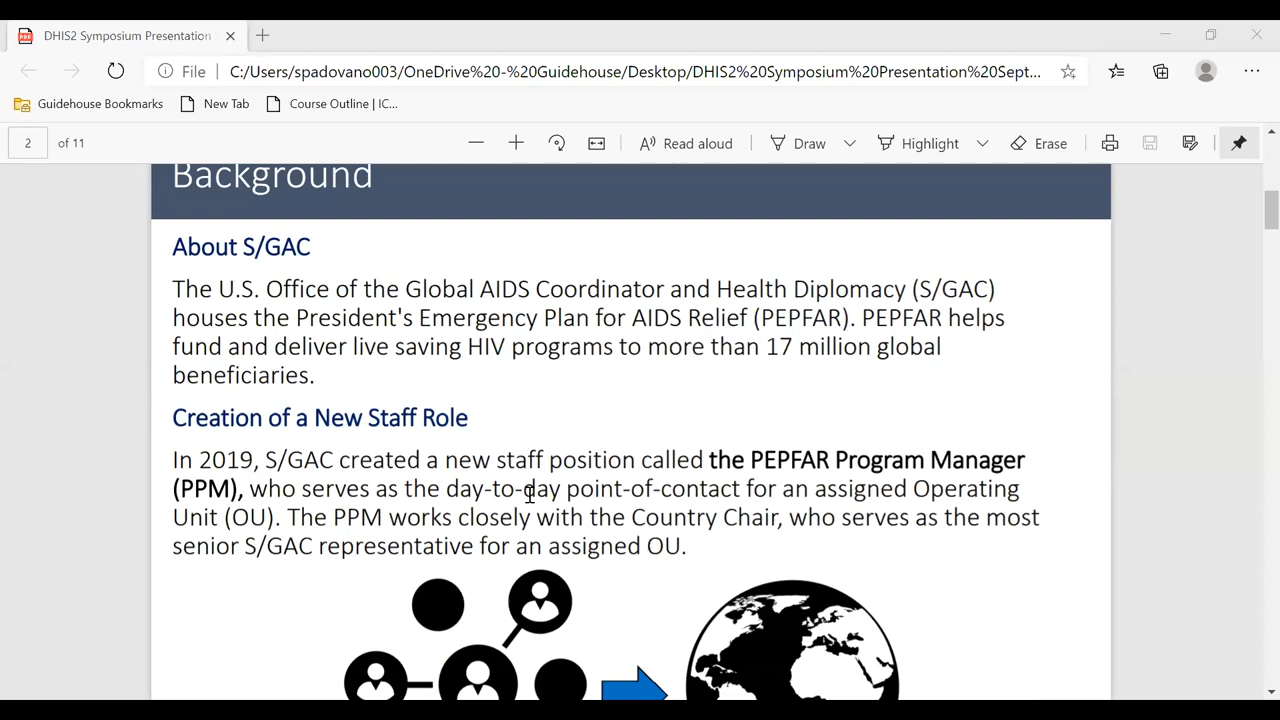 DHIS2 Symposium Presentation
File
C:/Users/spadovano003/OneDrive%20-%20Guidehouse/Desktop/DHIS2%20Symposium%20Presentation%20Sept...
Guidehouse Bookmarks
New Tab
Course Outline | IC...
2 of 11
Read aloud
Draw
Highlight
Erase
Background
About S/GAC
The U.S. Office of the Global AIDS Coordinator and Health Diplomacy (S/GAC)
houses the President's Emergency Plan for AIDS Relief (PEPFAR). PEPFAR helps
fund and deliver live saving HIV programs to more than 17 million global
beneficiaries.
Creation of a New Staff Role
In 2019, S/GAC created a new staff position called the PEPFAR Program Manager
(PPM), who serves as the day-to-day point-of-contact for an assigned Operating
Unit (OU). The PPM works closely with the Country Chair, who serves as the most
senior S/GAC representative for an assigned OU.